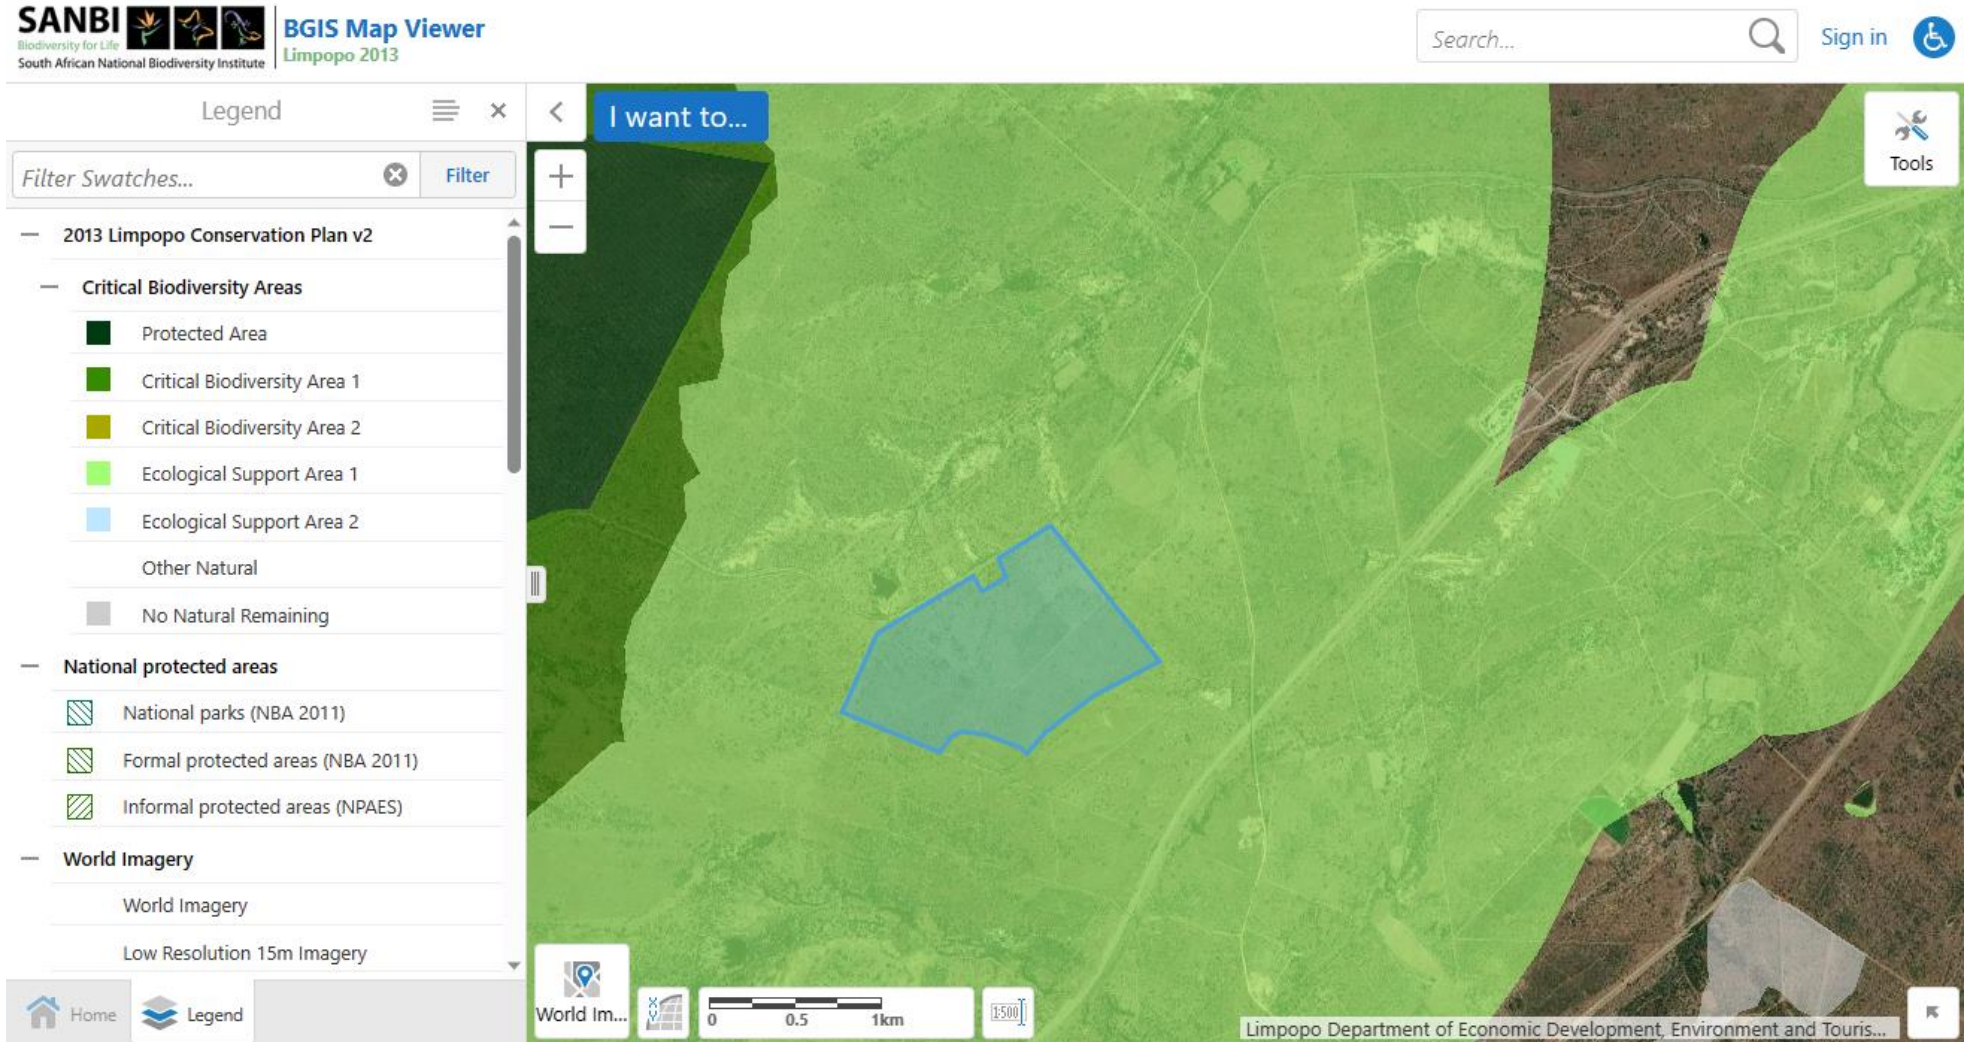 SANBI
Biodiversity for Life
South African National Biodiversity Institute
BGIS Map Viewer
Limpopo 2013
Search...
Sign in
Legend
Filter Swatches...
Filter
2013 Limpopo Conservation Plan v2
Critical Biodiversity Areas
Protected Area
Critical Biodiversity Area 1
Critical Biodiversity Area 2
Ecological Support Area 1
Ecological Support Area 2
Other Natural
No Natural Remaining
National protected areas
National parks (NBA 2011)
Formal protected areas (NBA 2011)
Informal protected areas (NPAES)
World Imagery
World Imagery
Low Resolution 15m Imagery
Home
Legend
I want to...
Tools
World Im...
X
Y
0 0.5 1km
1:500
Limpopo Department of Economic Development, Environment and Touris...